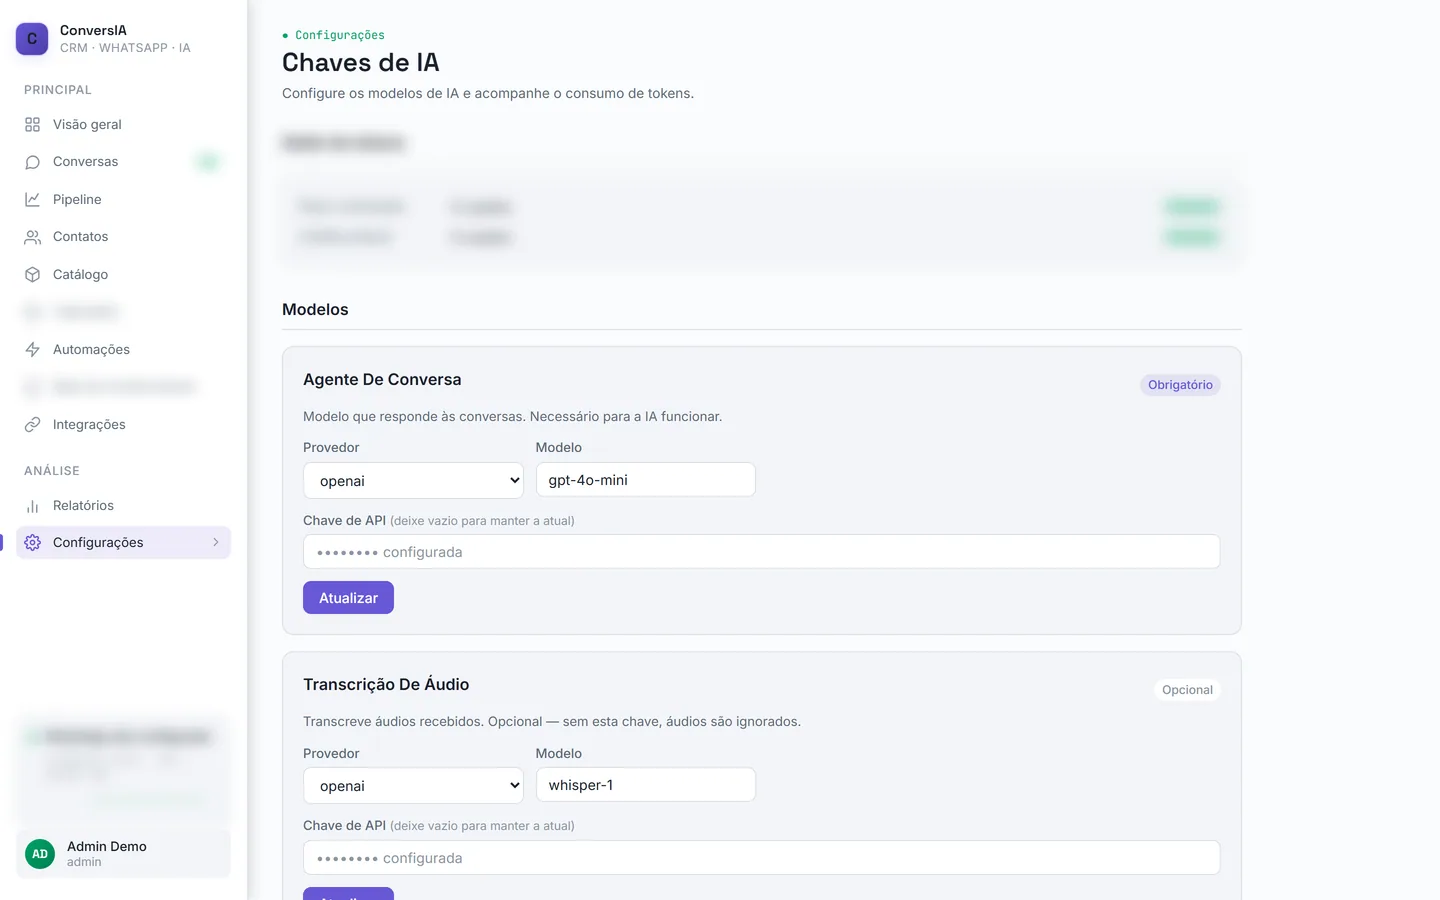 C
ConversIA
CRM · WHATSAPP · IA
PRINCIPAL
Visão geral
Conversas
Pipeline
Contatos
Catálogo
Automações
Integrações
ANÁLISE
Relatórios
Configurações
AD
Admin Demo
admin
• Configurações
Chaves de IA
Configure os modelos de IA e acompanhe o consumo de tokens.
Modelos
Agente De Conversa
Obrigatório
Modelo que responde às conversas. Necessário para a IA funcionar.
Provedor Modelo
openai gpt-4o-mini
Chave de API (deixe vazio para manter a atual)
•••••••• configurada
Atualizar
Transcrição De Áudio
Opcional
Transcreve áudios recebidos. Opcional — sem esta chave, áudios são ignorados.
Provedor Modelo
openai whisper-1
Chave de API (deixe vazio para manter a atual)
•••••••• configurada